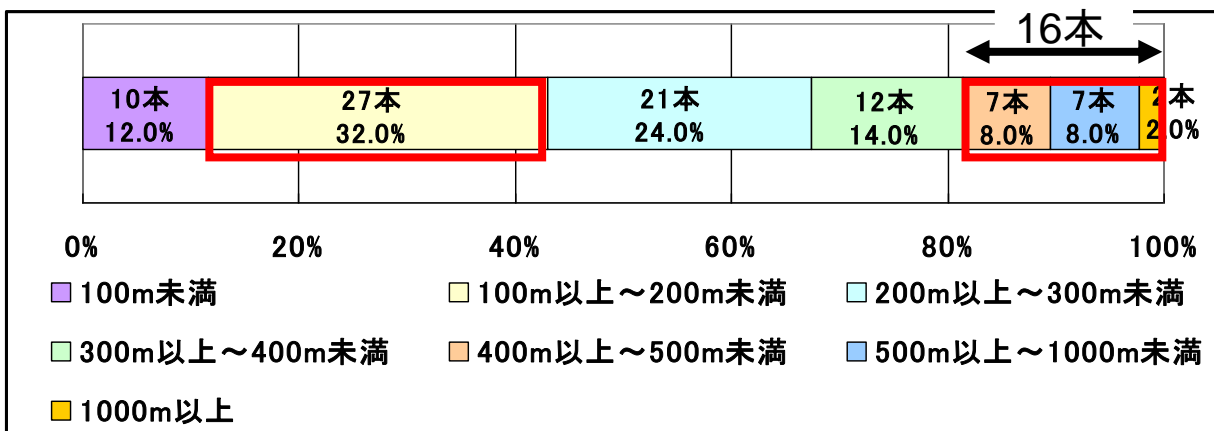 16本
10本 27本 21本 12本 7本 7本 2本
12.0% 32.0% 24.0% 14.0% 8.0% 8.0% 2.0%
0% 20% 40% 60% 80% 100%
100m未満 100m以上～200m未満 200m以上～300m未満
300m以上～400m未満 400m以上～500m未満 500m以上～1000m未満
1000m以上